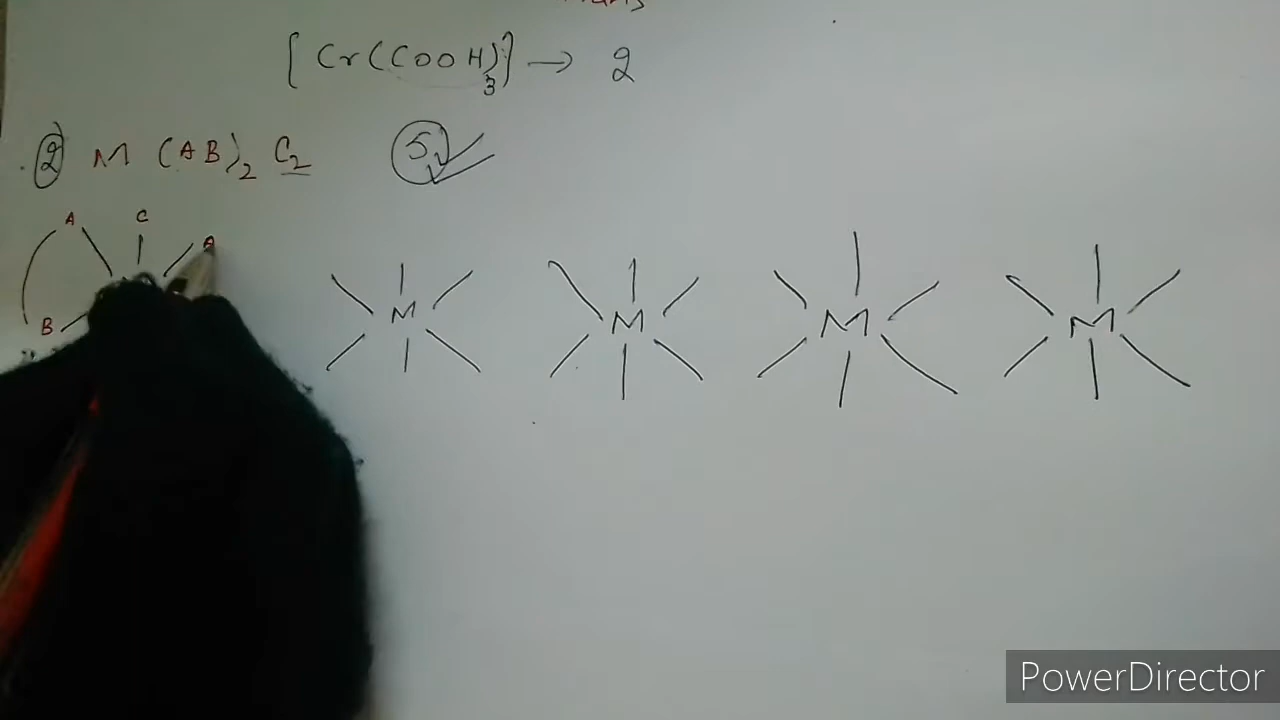 [Cr(COOH)3] → 2
② M (AB)2 C2 ⑤
A C A
B
M M M M
PowerDirector